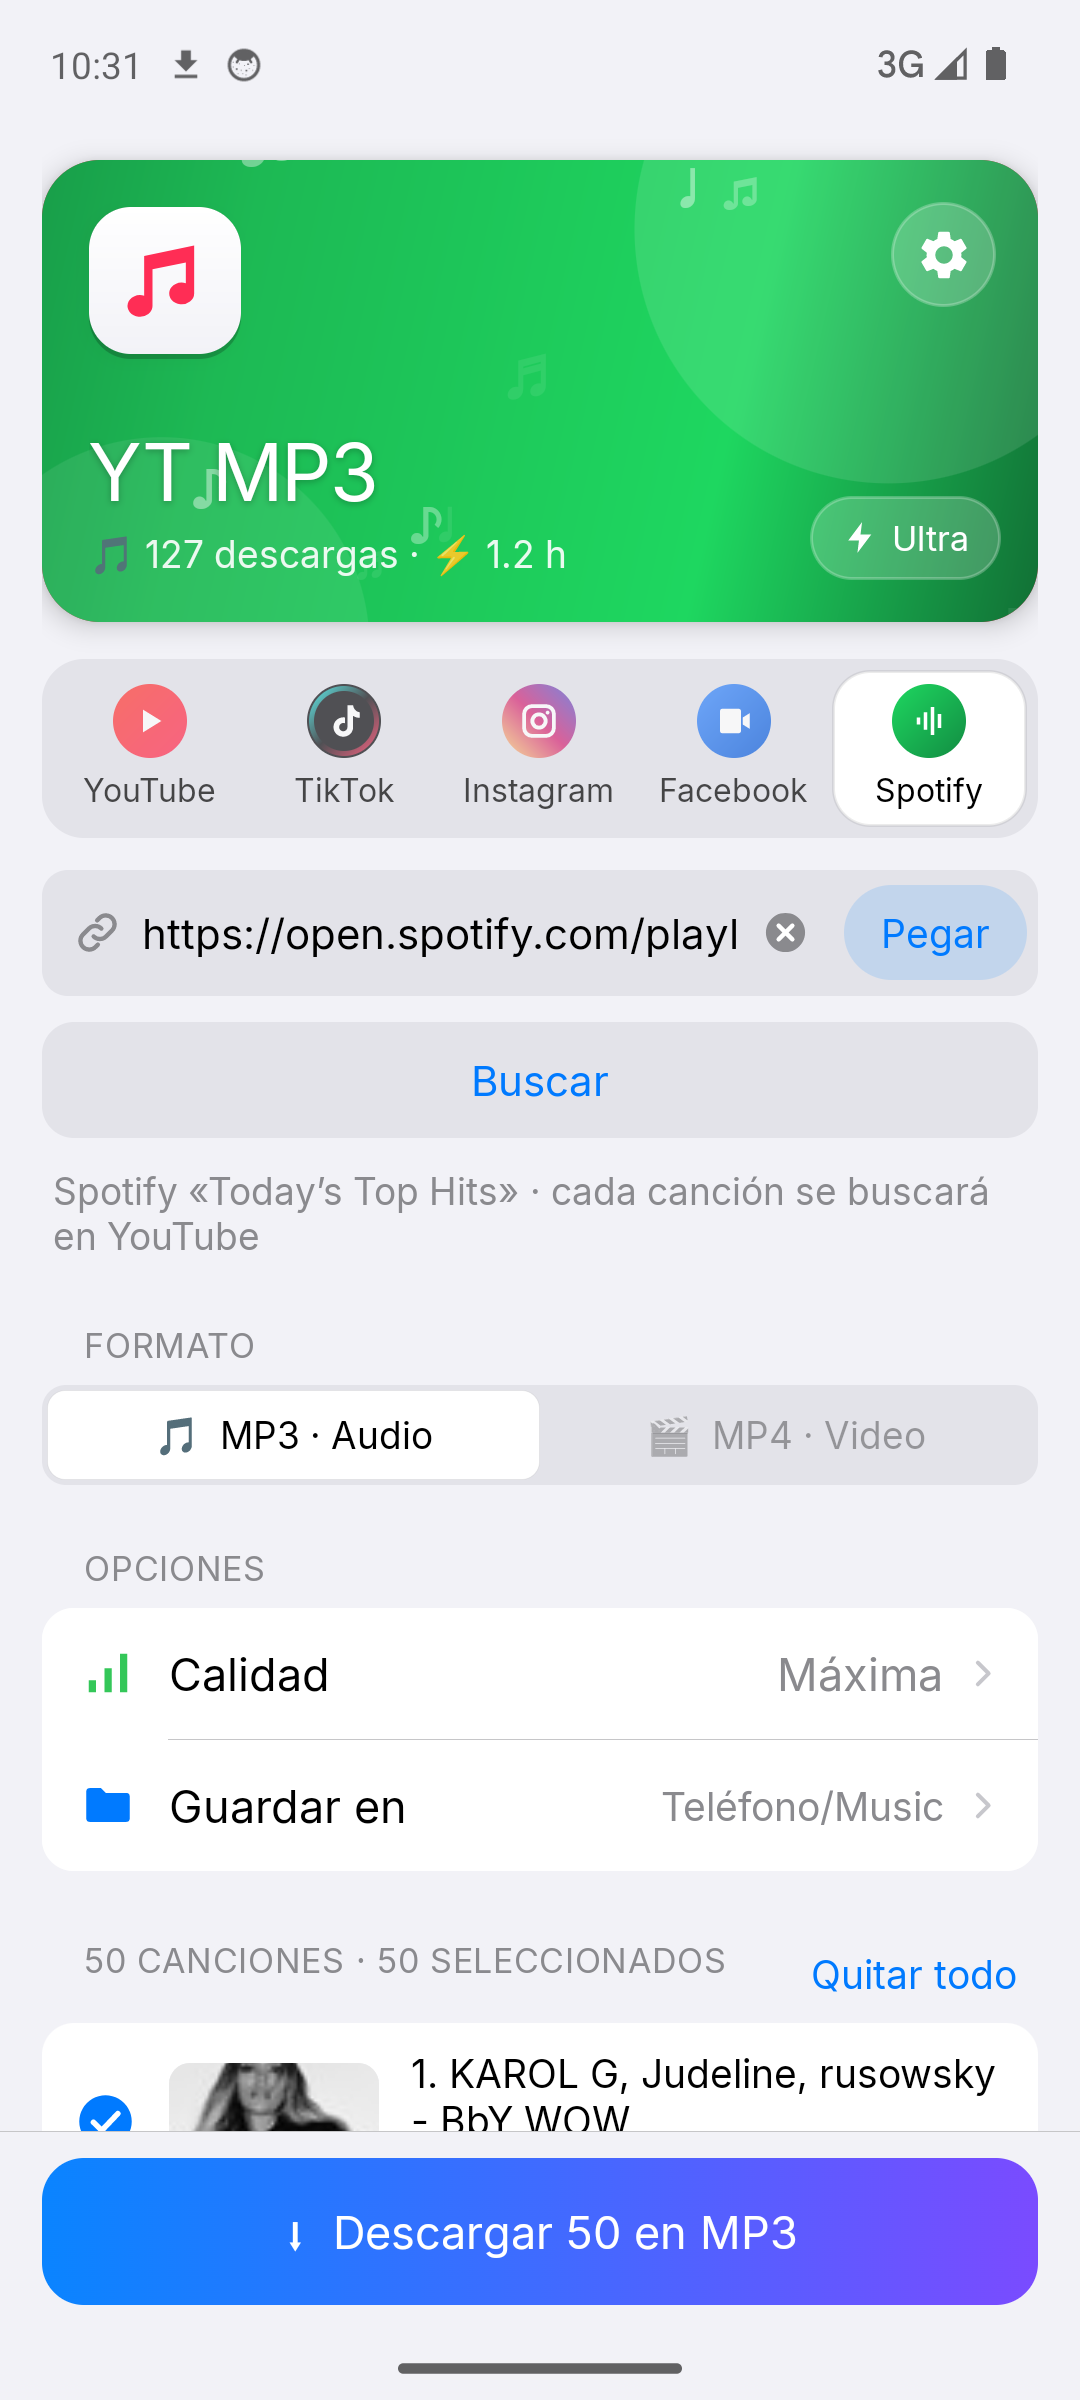 10:31
3G
YT MP3
🎵 127 descargas · ⚡ 1.2 h
Ultra
YouTube
TikTok
Instagram
Facebook
Spotify
https://open.spotify.com/playl
Pegar
Buscar
Spotify «Today’s Top Hits» · cada canción se buscará
en YouTube
FORMATO
🎵 MP3 · Audio
🎬 MP4 · Video
OPCIONES
Calidad
Máxima
Guardar en
Teléfono/Music
50 CANCIONES · 50 SELECCIONADOS
Quitar todo
1. KAROL G, Judeline, rusowsky
- BbY WOW
⭣ Descargar 50 en MP3